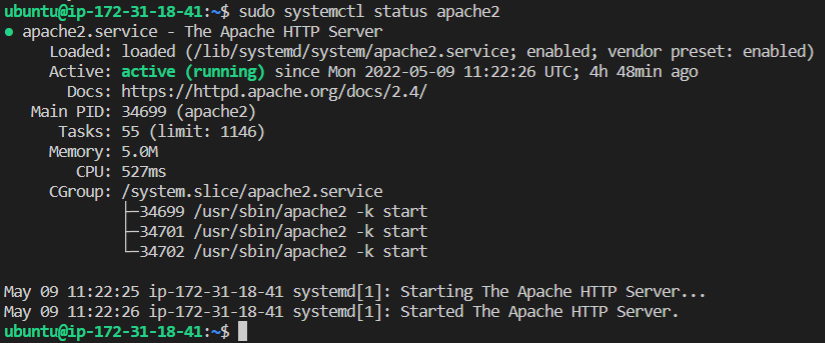 ubuntu@ip-172-31-18-41:~$ sudo systemctl status apache2
● apache2.service - The Apache HTTP Server
     Loaded: loaded (/lib/systemd/system/apache2.service; enabled; vendor preset: enabled)
     Active: active (running) since Mon 2022-05-09 11:22:26 UTC; 4h 48min ago
       Docs: https://httpd.apache.org/docs/2.4/
   Main PID: 34699 (apache2)
      Tasks: 55 (limit: 1146)
     Memory: 5.0M
        CPU: 527ms
     CGroup: /system.slice/apache2.service
             ├─34699 /usr/sbin/apache2 -k start
             ├─34701 /usr/sbin/apache2 -k start
             └─34702 /usr/sbin/apache2 -k start
May 09 11:22:25 ip-172-31-18-41 systemd[1]: Starting The Apache HTTP Server...
May 09 11:22:26 ip-172-31-18-41 systemd[1]: Started The Apache HTTP Server.
ubuntu@ip-172-31-18-41:~$